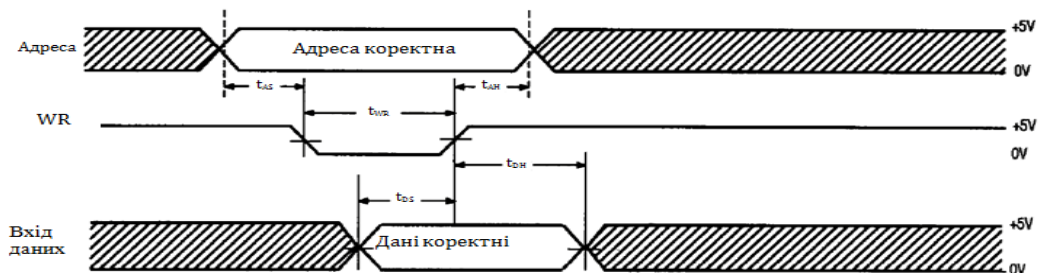 Адреса
Адреса коректна
+5V
0V
tAS
tAH
WR
tWR
+5V
0V
tDH
tDS
Вхід
даних
Дані коректні
+5V
0V